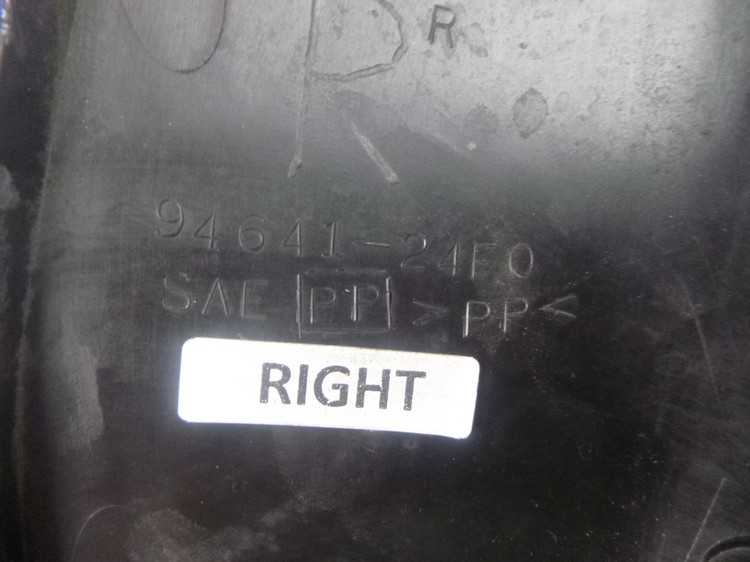 R
94641-24F0
SAE PP >PP<
RIGHT